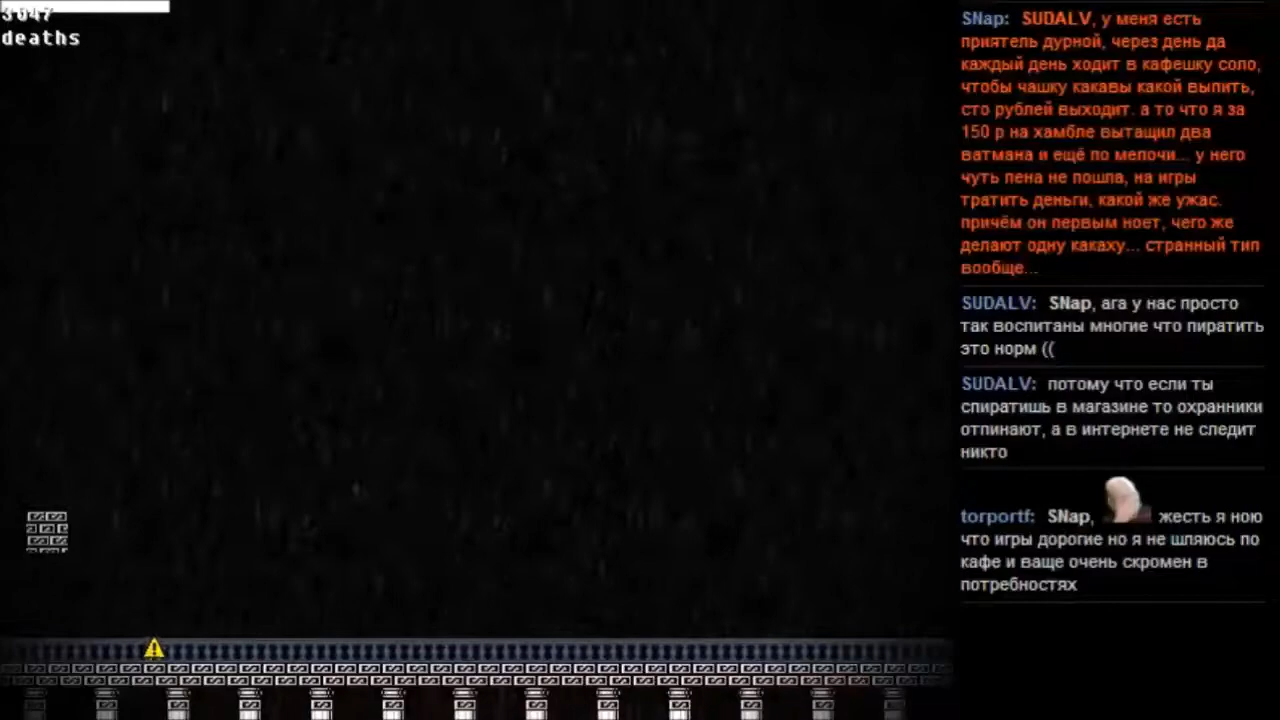 3047
deaths
SNap: SUDALV, у меня есть
приятель дурной, через день да
каждый день ходит в кафешку соло,
чтобы чашку какавы какой выпить,
сто рублей выходит. а то что я за
150 р на хамбле вытащил два
ватмана и ещё по мелочи... у него
чуть пена не пошла, на игры
тратить деньги, какой же ужас.
причём он первым ноет, чего же
делают одну какаху... странный тип
вообще...
SUDALV: SNap, ага у нас просто
так воспитаны многие что пиратить
это норм ((
SUDALV: потому что если ты
спиратишь в магазине то охранники
отпинают, а в интернете не следит
никто
torportf: SNap, жесть я ною
что игры дорогие но я не шляюсь по
кафе и ваще очень скромен в
потребностях